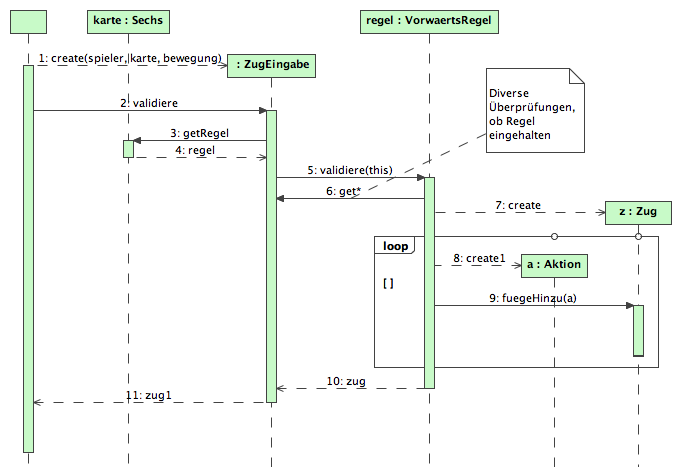 karte : Sechs
regel : VorwaertsRegel
1: create(spieler, karte, bewegung)
: ZugEingabe
Diverse
Überprüfungen,
ob Regel
eingehalten
2: validiere
3: getRegel
4: regel
5: validiere(this)
6: get*
7: create
z : Zug
loop
8: create1
a : Aktion
[ ]
9: fuegeHinzu(a)
10: zug
11: zug1